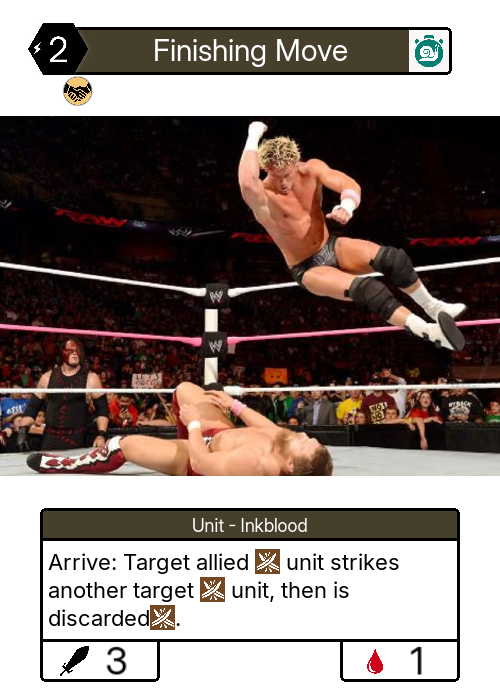 2
Finishing Move
RAW
W
W
RYBACK
Unit - Inkblood
Arrive: Target allied unit strikes
another target unit, then is
discarded.
3
1